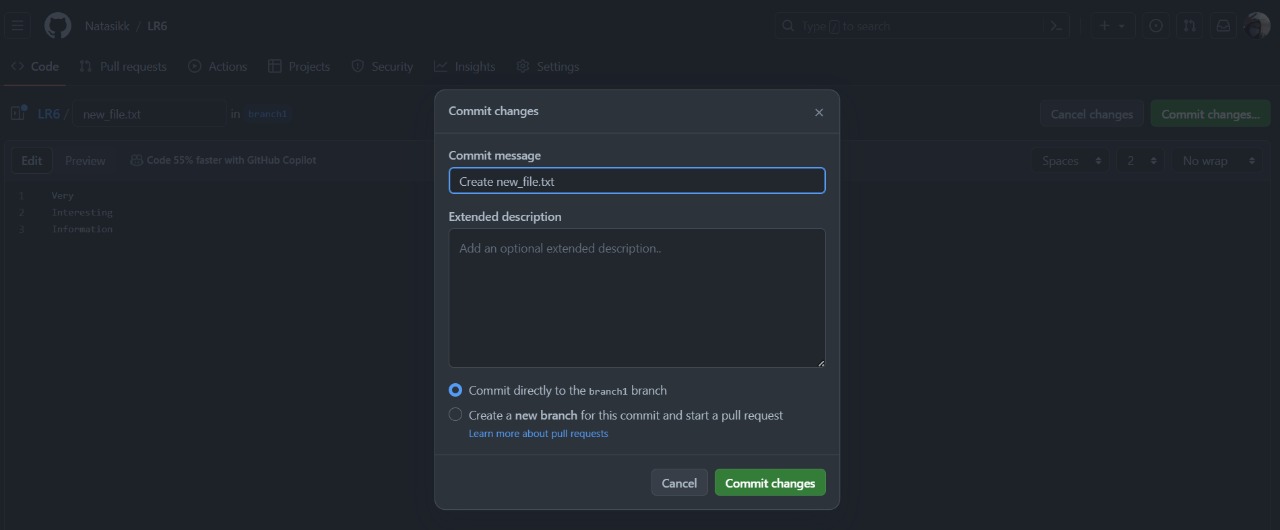 Natasikk / LR6
Type / to search
Code Pull requests Actions Projects Security Insights Settings
LR6 / new_file.txt in branch1
Cancel changes Commit changes...
Edit Preview Code 55% faster with GitHub Copilot
Spaces 2 No wrap
1 Very
2 Interesting
3 Information
Commit changes
Commit message
Create new_file.txt
Extended description
Add an optional extended description..
Commit directly to the branch1 branch
Create a new branch for this commit and start a pull request
Learn more about pull requests
Cancel Commit changes